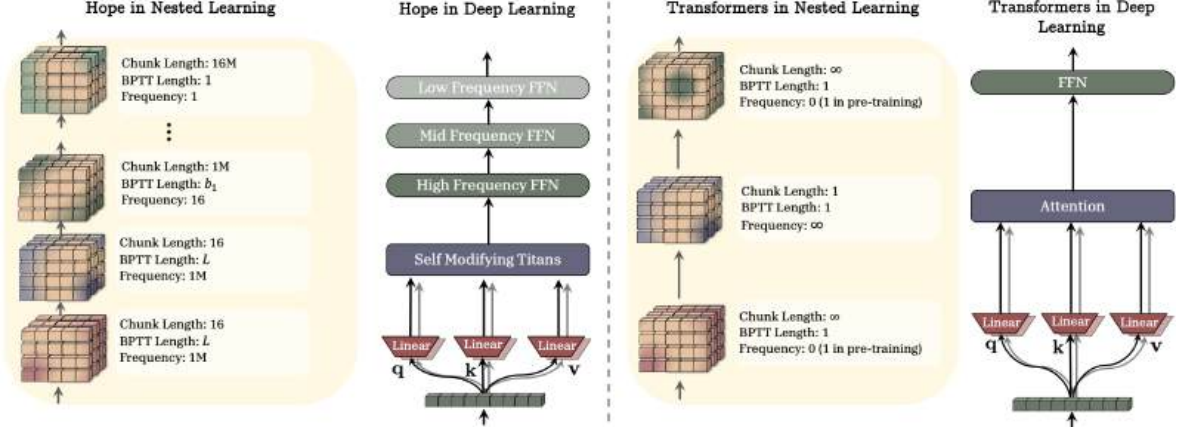 Hope in Nested Learning
Chunk Length: 16M
BPTT Length: 1
Frequency: 1
Chunk Length: 1M
BPTT Length: b₁
Frequency: 16
Chunk Length: 16
BPTT Length: L
Frequency: 1M
Chunk Length: 16
BPTT Length: L
Frequency: 1M
Hope in Deep Learning
Low Frequency FFN
Mid Frequency FFN
High Frequency FFN
Self Modifying Titans
Linear Linear Linear
q k v
Transformers in Nested Learning
Chunk Length: ∞
BPTT Length: 1
Frequency: 0 (1 in pre-training)
Chunk Length: 1
BPTT Length: 1
Frequency: ∞
Chunk Length: ∞
BPTT Length: 1
Frequency: 0 (1 in pre-training)
Transformers in Deep
Learning
FFN
Attention
Linear Linear Linear
q k v